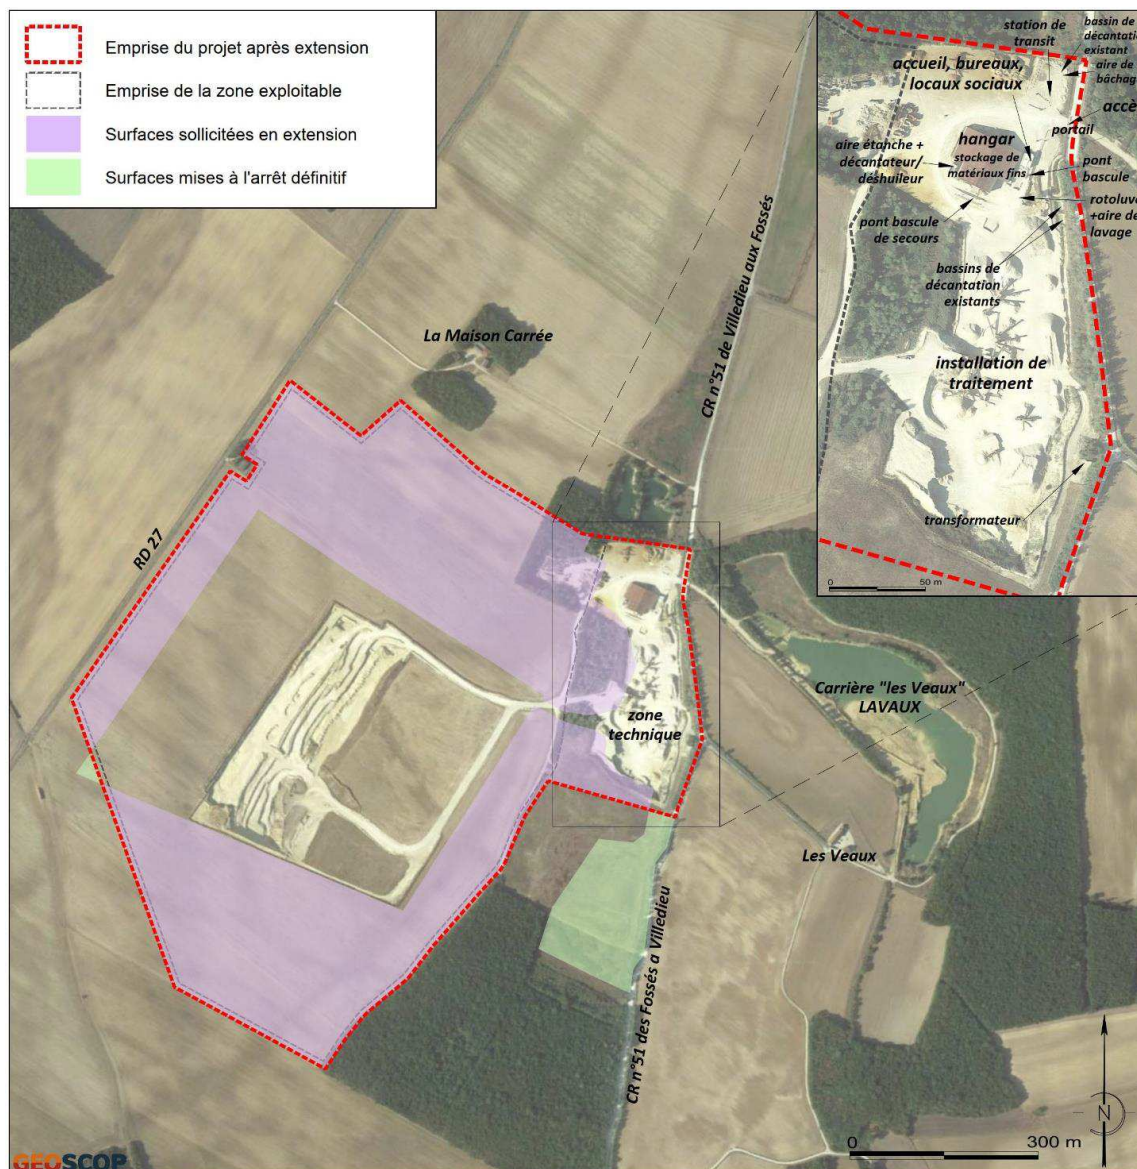 Emprise du projet après extension
Emprise de la zone exploitable
Surfaces sollicitées en extension
Surfaces mises à l'arrêt définitif
station de
transit
bassin de
décantatio
existant
aire de
bâchag
accueil, bureaux,
locaux sociaux
accè
portail
hangar
stockage de
matériaux fins
aire étanche +
décantateur/
déshuileur
pont
bascule
rotoluve
+aire de
lavage
pont bascule
de secours
bassins de
décantation
existants
installation de
traitement
transformateur
0 50 m
La Maison Carrée
CR n°51 de Villedieu aux Fossés
RD 27
zone
technique
Carrière "les Veaux"
LAVAUX
Les Veaux
CR n°51 des Fossés a Villedieu
N
0 300 m
GEOSCOP